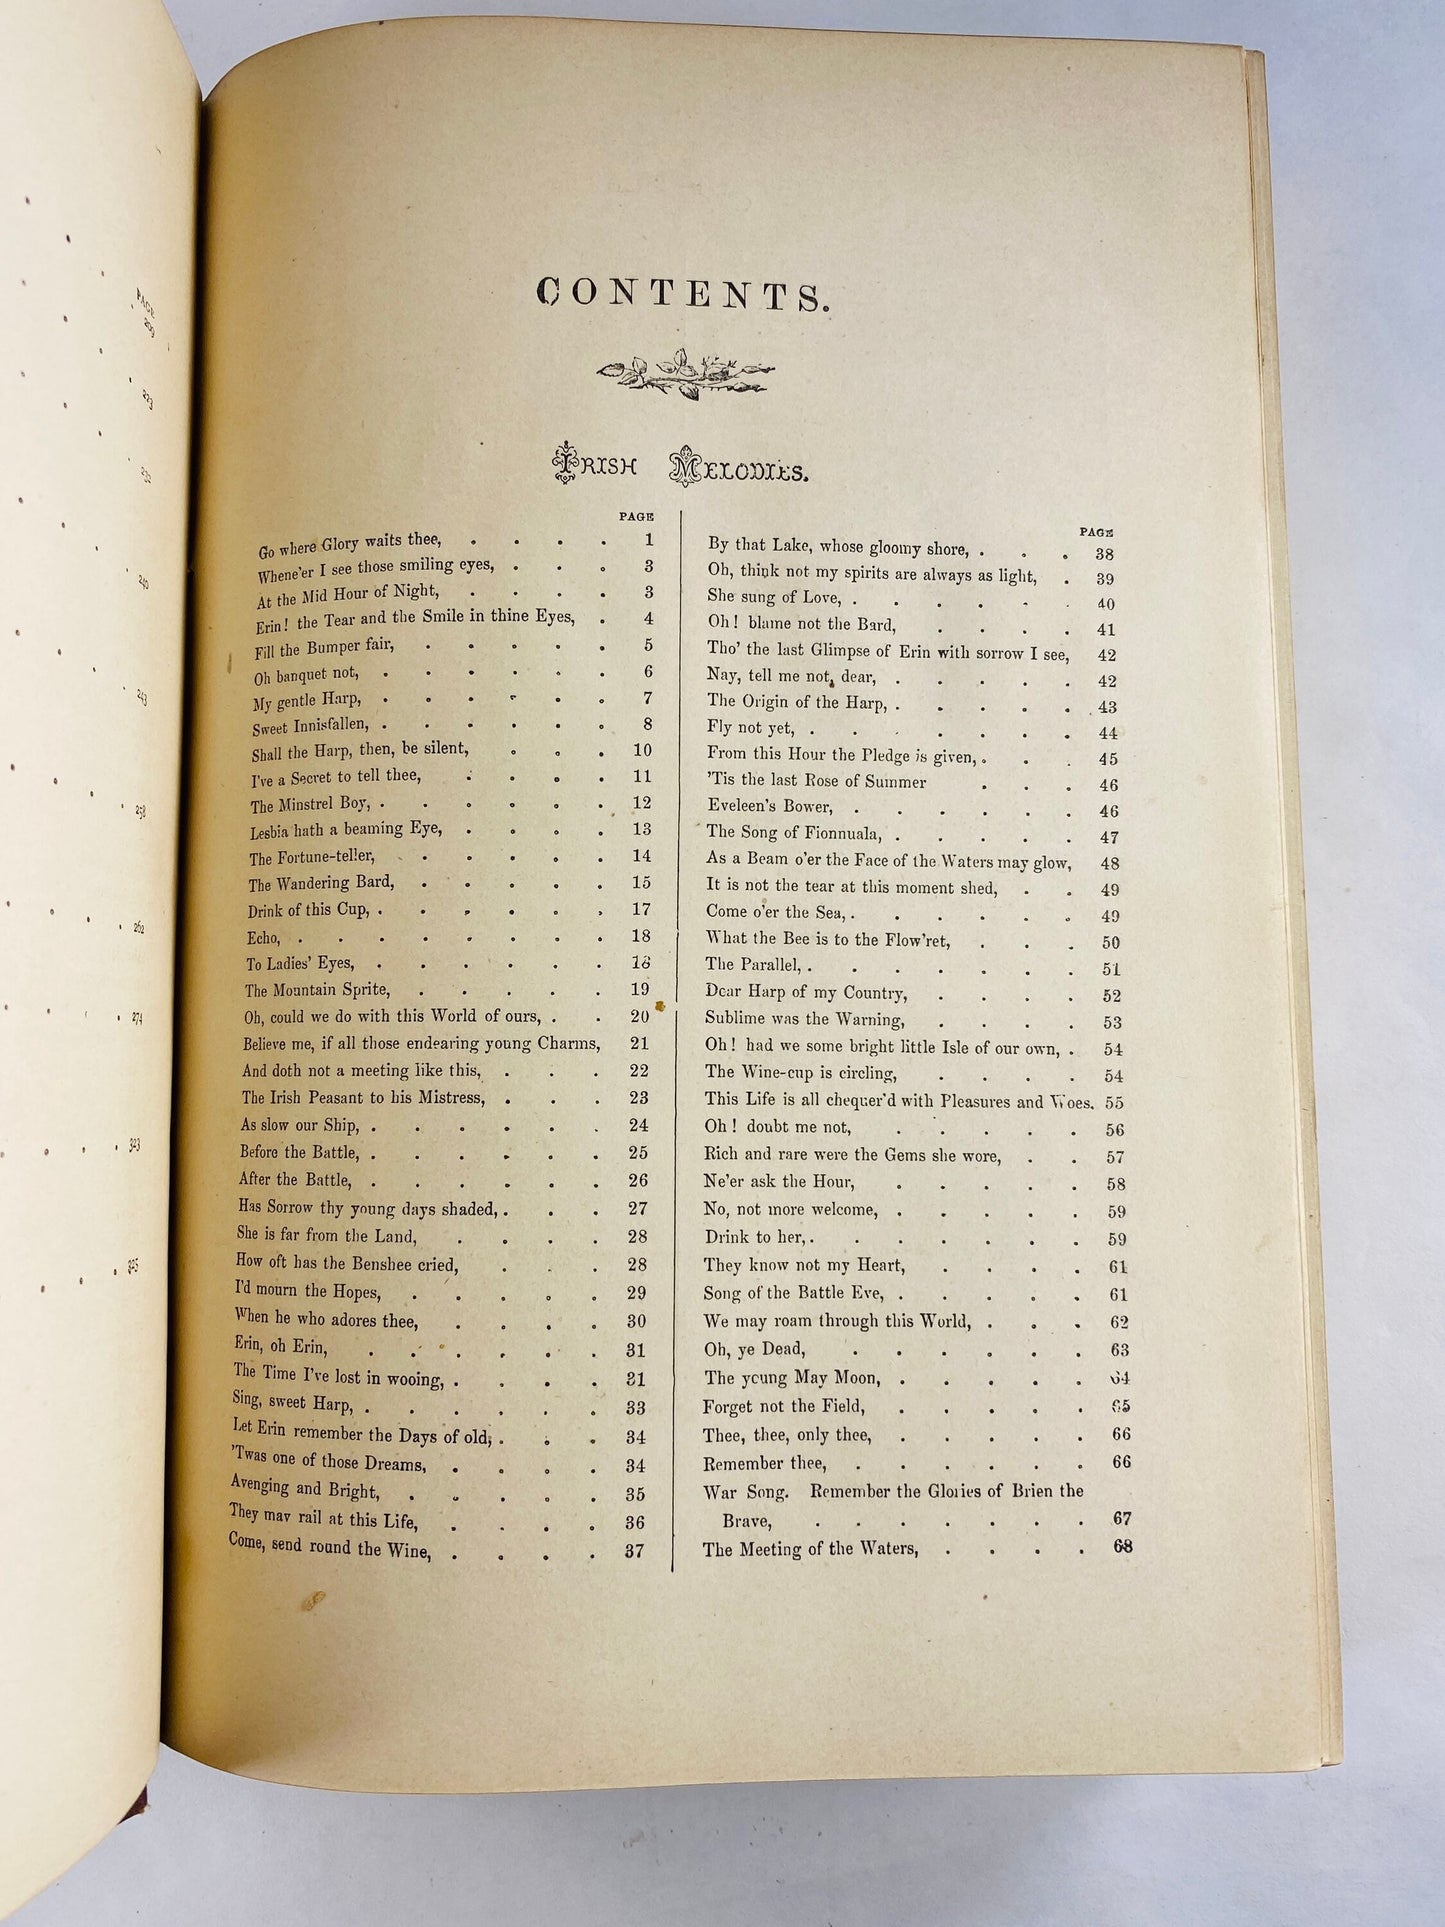 PAGE
209
223
233
240
243
258
262
274
323
325
CONTENTS.
IRISH MELODIES.
PAGE
Go where Glory waits thee, . . . . 1
Whene'er I see those smiling eyes, . . . 3
At the Mid Hour of Night, . . . . 3
Erin! the Tear and the Smile in thine Eyes, . 4
Fill the Bumper fair, . . . . . 5
Oh banquet not, . . . . . . 6
My gentle Harp, . . . . . . 7
Sweet Innisfallen, . . . . . . 8
Shall the Harp, then, be silent, . . . 10
I've a Secret to tell thee, . . . . 11
The Minstrel Boy, . . . . . . 12
Lesbia hath a beaming Eye, . . . . 13
The Fortune-teller, . . . . . 14
The Wandering Bard, . . . . . 15
Drink of this Cup, . . . . . . 17
Echo, . . . . . . . . 18
To Ladies' Eyes, . . . . . . 18
The Mountain Sprite, . . . . . 19
Oh, could we do with this World of ours, . . 20
Believe me, if all those endearing young Charms, 21
And doth not a meeting like this, . . . 22
The Irish Peasant to his Mistress, . . . 23
As slow our Ship, . . . . . . 24
Before the Battle, . . . . . . 25
After the Battle, . . . . . . 26
Has Sorrow thy young days shaded, . . . 27
She is far from the Land, . . . . 28
How oft has the Benshee cried, . . . 28
I'd mourn the Hopes, . . . . . 29
When he who adores thee, . . . . 30
Erin, oh Erin, . . . . . . 31
The Time I've lost in wooing, . . . . 31
Sing, sweet Harp, . . . . . . 33
Let Erin remember the Days of old, . . . 34
'Twas one of those Dreams, . . . . 34
Avenging and Bright, . . . . . 35
They may rail at this Life, . . . . 36
Come, send round the Wine, . . . . 37
PAGE
By that Lake, whose gloomy shore, . . . 38
Oh, think not my spirits are always as light, . 39
She sung of Love, . . . . . . 40
Oh! blame not the Bard, . . . . 41
Tho' the last Glimpse of Erin with sorrow I see, 42
Nay, tell me not, dear, . . . . . 42
The Origin of the Harp, . . . . . 43
Fly not yet, . . . . . . . 44
From this Hour the Pledge is given, . . . 45
'Tis the last Rose of Summer . . . 46
Eveleen's Bower, . . . . . . 46
The Song of Fionnuala, . . . . . 47
As a Beam o'er the Face of the Waters may glow, 48
It is not the tear at this moment shed, . . 49
Come o'er the Sea, . . . . . . 49
What the Bee is to the Flow'ret, . . . 50
The Parallel, . . . . . . . 51
Dear Harp of my Country, . . . . 52
Sublime was the Warning, . . . . 53
Oh! had we some bright little Isle of our own, . 54
The Wine-cup is circling, . . . . 54
This Life is all chequer'd with Pleasures and Woes. 55
Oh! doubt me not, . . . . . 56
Rich and rare were the Gems she wore, . . 57
Ne'er ask the Hour, . . . . . 58
No, not more welcome, . . . . . 59
Drink to her, . . . . . . . 59
They know not my Heart, . . . . 61
Song of the Battle Eve, . . . . . 61
We may roam through this World, . . . 62
Oh, ye Dead, . . . . . . 63
The young May Moon, . . . . . 64
Forget not the Field, . . . . . 65
Thee, thee, only thee, . . . . . 66
Remember thee, . . . . . . 66
War Song. Remember the Glories of Brien the
Brave, . . . . . . . 67
The Meeting of the Waters, . . . . 68